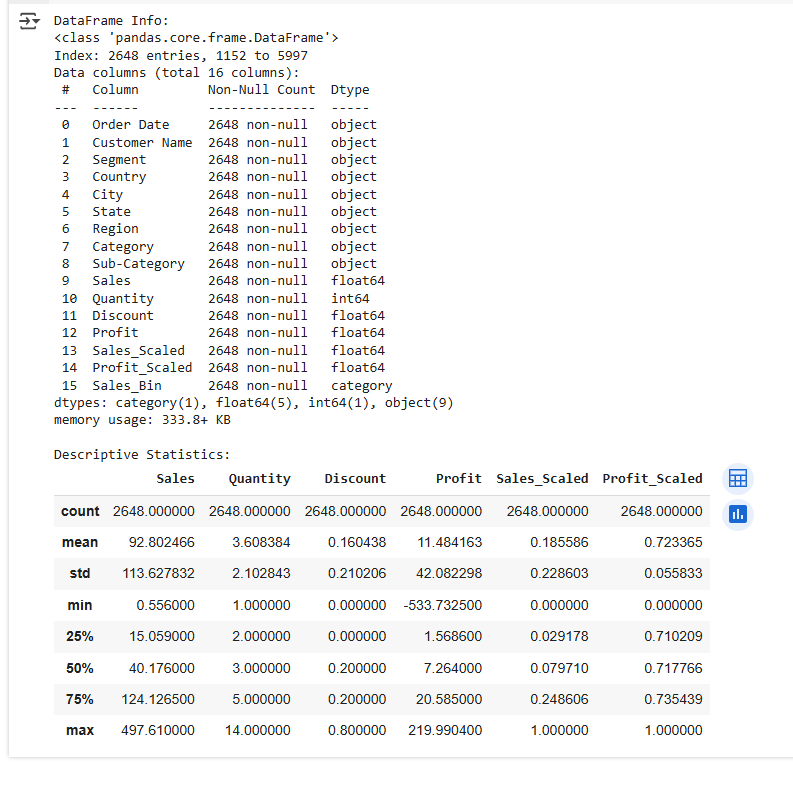 DataFrame Info:
<class 'pandas.core.frame.DataFrame'>
Index: 2648 entries, 1152 to 5997
Data columns (total 16 columns):
 #   Column         Non-Null Count  Dtype
---  ------         --------------  -----
 0   Order Date     2648 non-null   object
 1   Customer Name  2648 non-null   object
 2   Segment        2648 non-null   object
 3   Country        2648 non-null   object
 4   City           2648 non-null   object
 5   State          2648 non-null   object
 6   Region         2648 non-null   object
 7   Category       2648 non-null   object
 8   Sub-Category   2648 non-null   object
 9   Sales          2648 non-null   float64
 10  Quantity       2648 non-null   int64
 11  Discount       2648 non-null   float64
 12  Profit         2648 non-null   float64
 13  Sales_Scaled   2648 non-null   float64
 14  Profit_Scaled  2648 non-null   float64
 15  Sales_Bin      2648 non-null   category
dtypes: category(1), float64(5), int64(1), object(9)
memory usage: 333.8+ KB
Descriptive Statistics:
Sales Quantity Discount Profit Sales_Scaled Profit_Scaled
count 2648.000000 2648.000000 2648.000000 2648.000000 2648.000000 2648.000000
mean 92.802466 3.608384 0.160438 11.484163 0.185586 0.723365
std 113.627832 2.102843 0.210206 42.082298 0.228603 0.055833
min 0.556000 1.000000 0.000000 -533.732500 0.000000 0.000000
25% 15.059000 2.000000 0.000000 1.568600 0.029178 0.710209
50% 40.176000 3.000000 0.200000 7.264000 0.079710 0.717766
75% 124.126500 5.000000 0.200000 20.585000 0.248606 0.735439
max 497.610000 14.000000 0.800000 219.990400 1.000000 1.000000